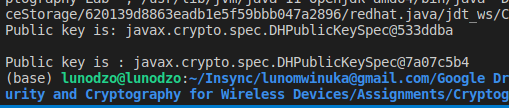 ptography Lab" ; /usr/lib/jvm/java-11-openjdk-amd64/bin/java -D
ceStorage/620139d8863eadb1e5f59bbb047a2896/redhat.java/jdt_ws/C
Public key is: javax.crypto.spec.DHPublicKeySpec@533ddba

Public key is : javax.crypto.spec.DHPublicKeySpec@7a07c5b4
(base) lunodzo@lunodzo:~/Insync/lunomwinuka@gmail.com/Google Dr
urity and Cryptography for Wireless Devices/Assignments/Cryptog